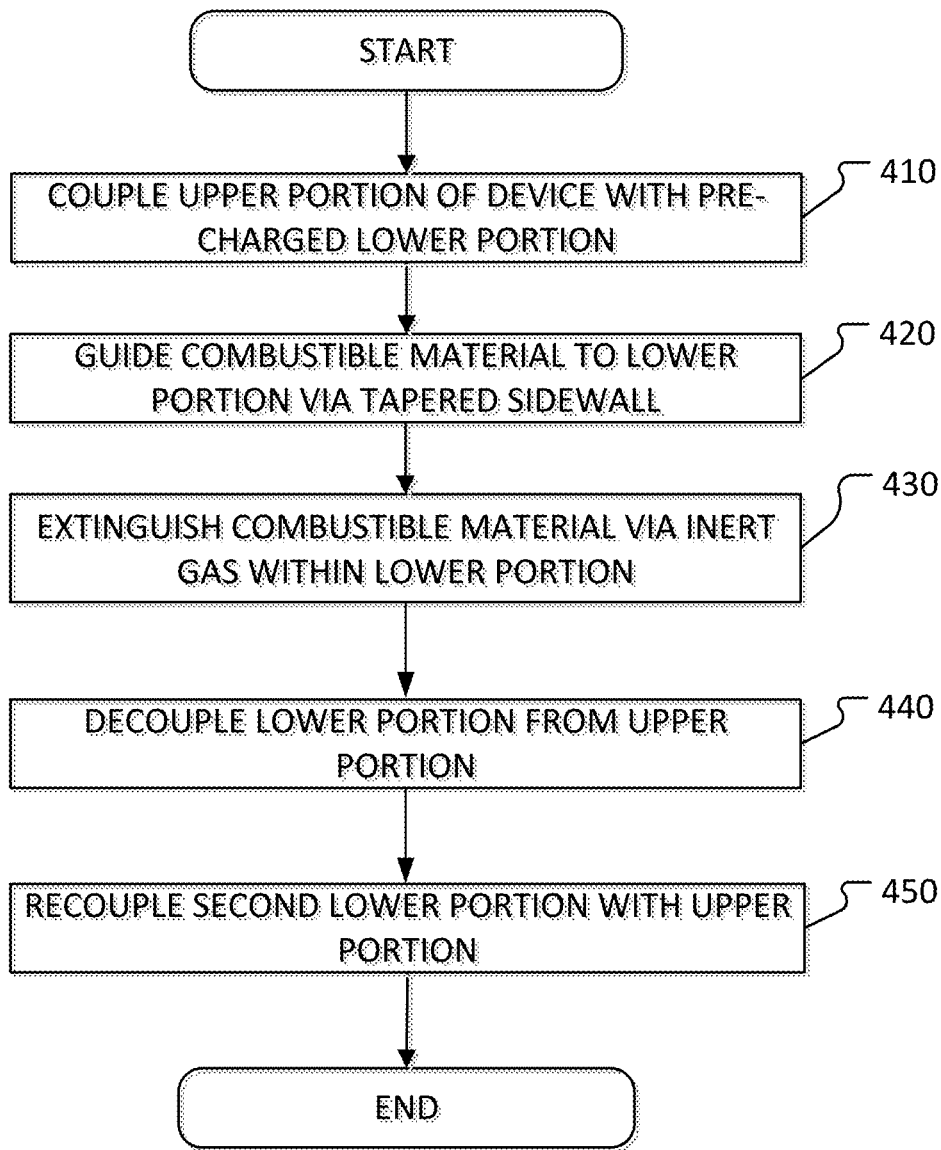 START
COUPLE UPPER PORTION OF DEVICE WITH PRE-
CHARGED LOWER PORTION
410
GUIDE COMBUSTIBLE MATERIAL TO LOWER
PORTION VIA TAPERED SIDEWALL
420
EXTINGUISH COMBUSTIBLE MATERIAL VIA INERT
GAS WITHIN LOWER PORTION
430
DECOUPLE LOWER PORTION FROM UPPER
PORTION
440
RECOUPLE SECOND LOWER PORTION WITH UPPER
PORTION
450
END